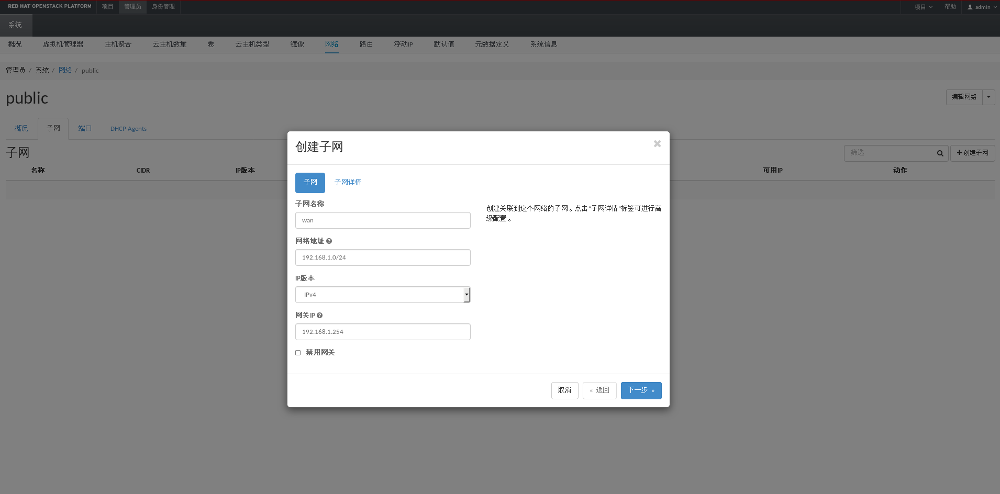 RED HAT OPENSTACK PLATFORM 项目 管理员 身份管理 项目 帮助 admin
系统
概况 虚拟机管理器 主机聚合 云主机数量 卷 云主机类型 镜像 网络 路由 浮动IP 默认值 元数据定义 系统信息
管理员 / 系统 / 网络 / public
public
编辑网络
概况 子网 端口 DHCP Agents
子网
筛选
+创建子网
名称 CIDR IP版本 可用IP 动作
创建子网
子网 子网详情
子网名称
wan
网络地址
192.168.1.0/24
IP版本
IPv4
网关IP
192.168.1.254
禁用网关
创建关联到这个网络的子网。点击“子网详情”标签可进行高
级配置。
取消 « 返回 下一步 »